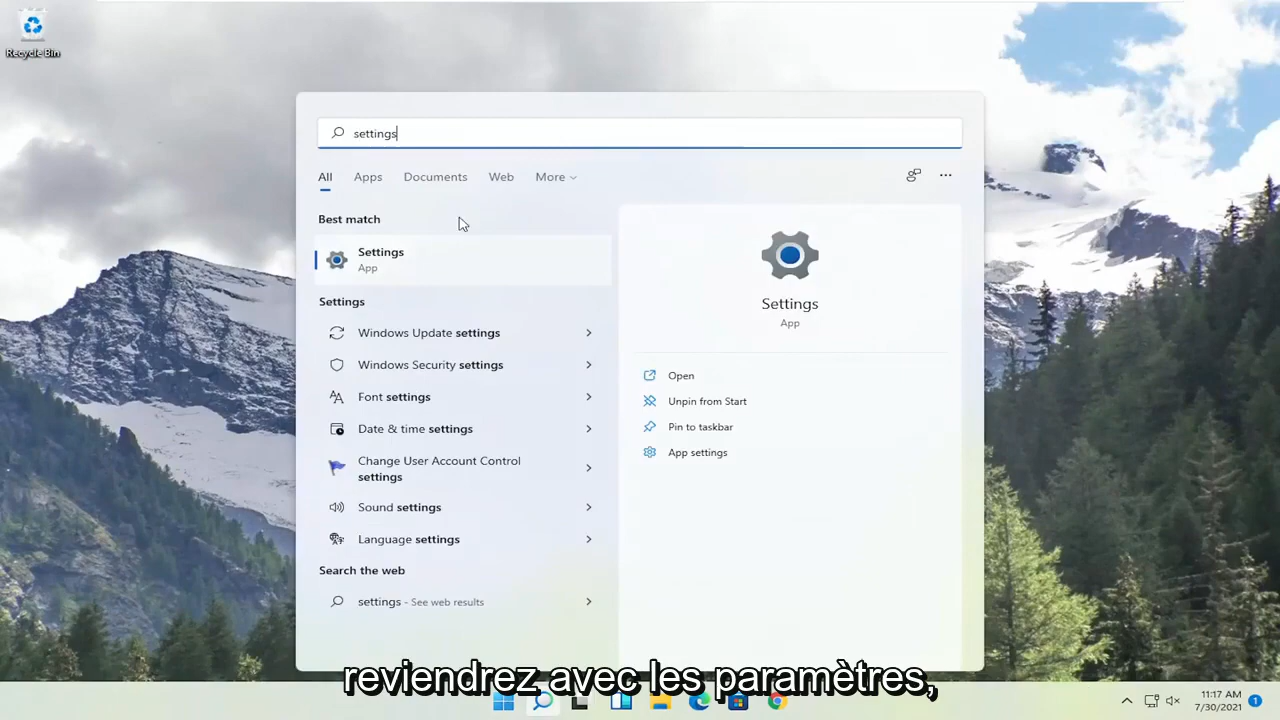 Recycle Bin
settings
All Apps Documents Web More
Best match
Settings
App
Settings
Windows Update settings
Windows Security settings
Font settings
Date & time settings
Change User Account Control
settings
Sound settings
Language settings
Search the web
settings - See web results
Settings
App
Open
Unpin from Start
Pin to taskbar
App settings
reviendrez avec les paramètres,
11:17 AM
7/30/2021
1